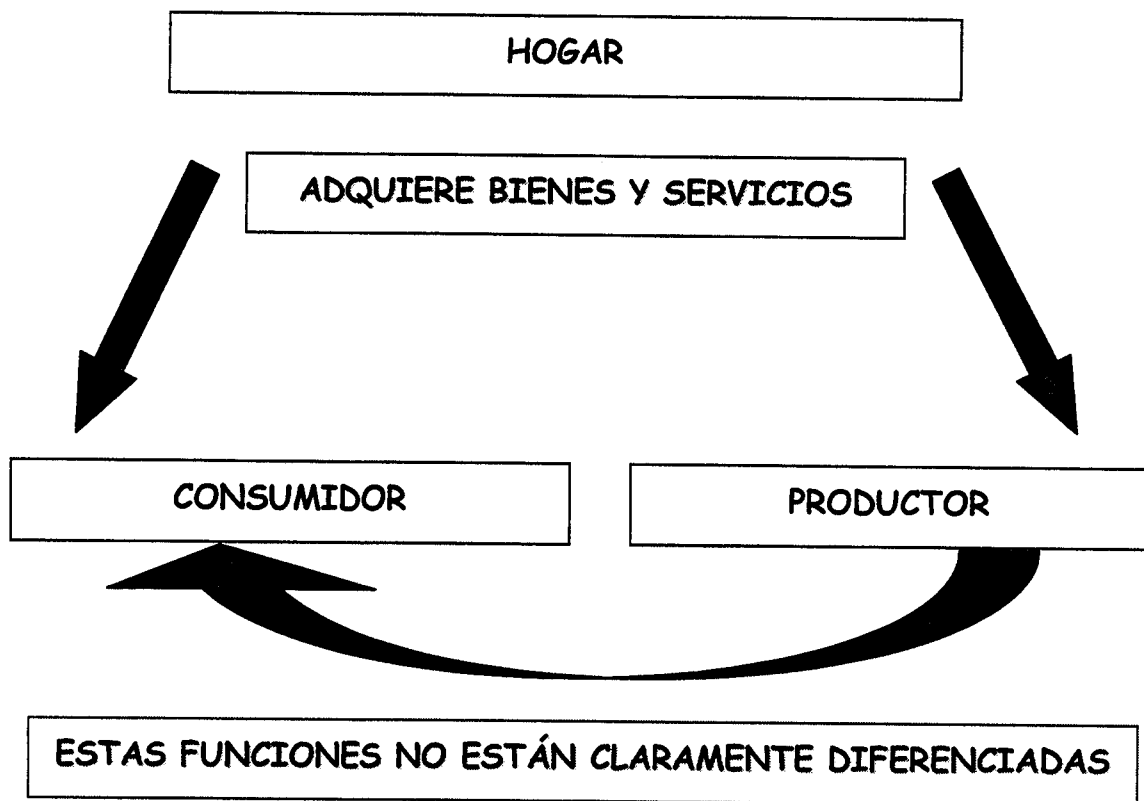 HOGAR
ADQUIERE BIENES Y SERVICIOS
CONSUMIDOR
PRODUCTOR
ESTAS FUNCIONES NO ESTÁN CLARAMENTE DIFERENCIADAS